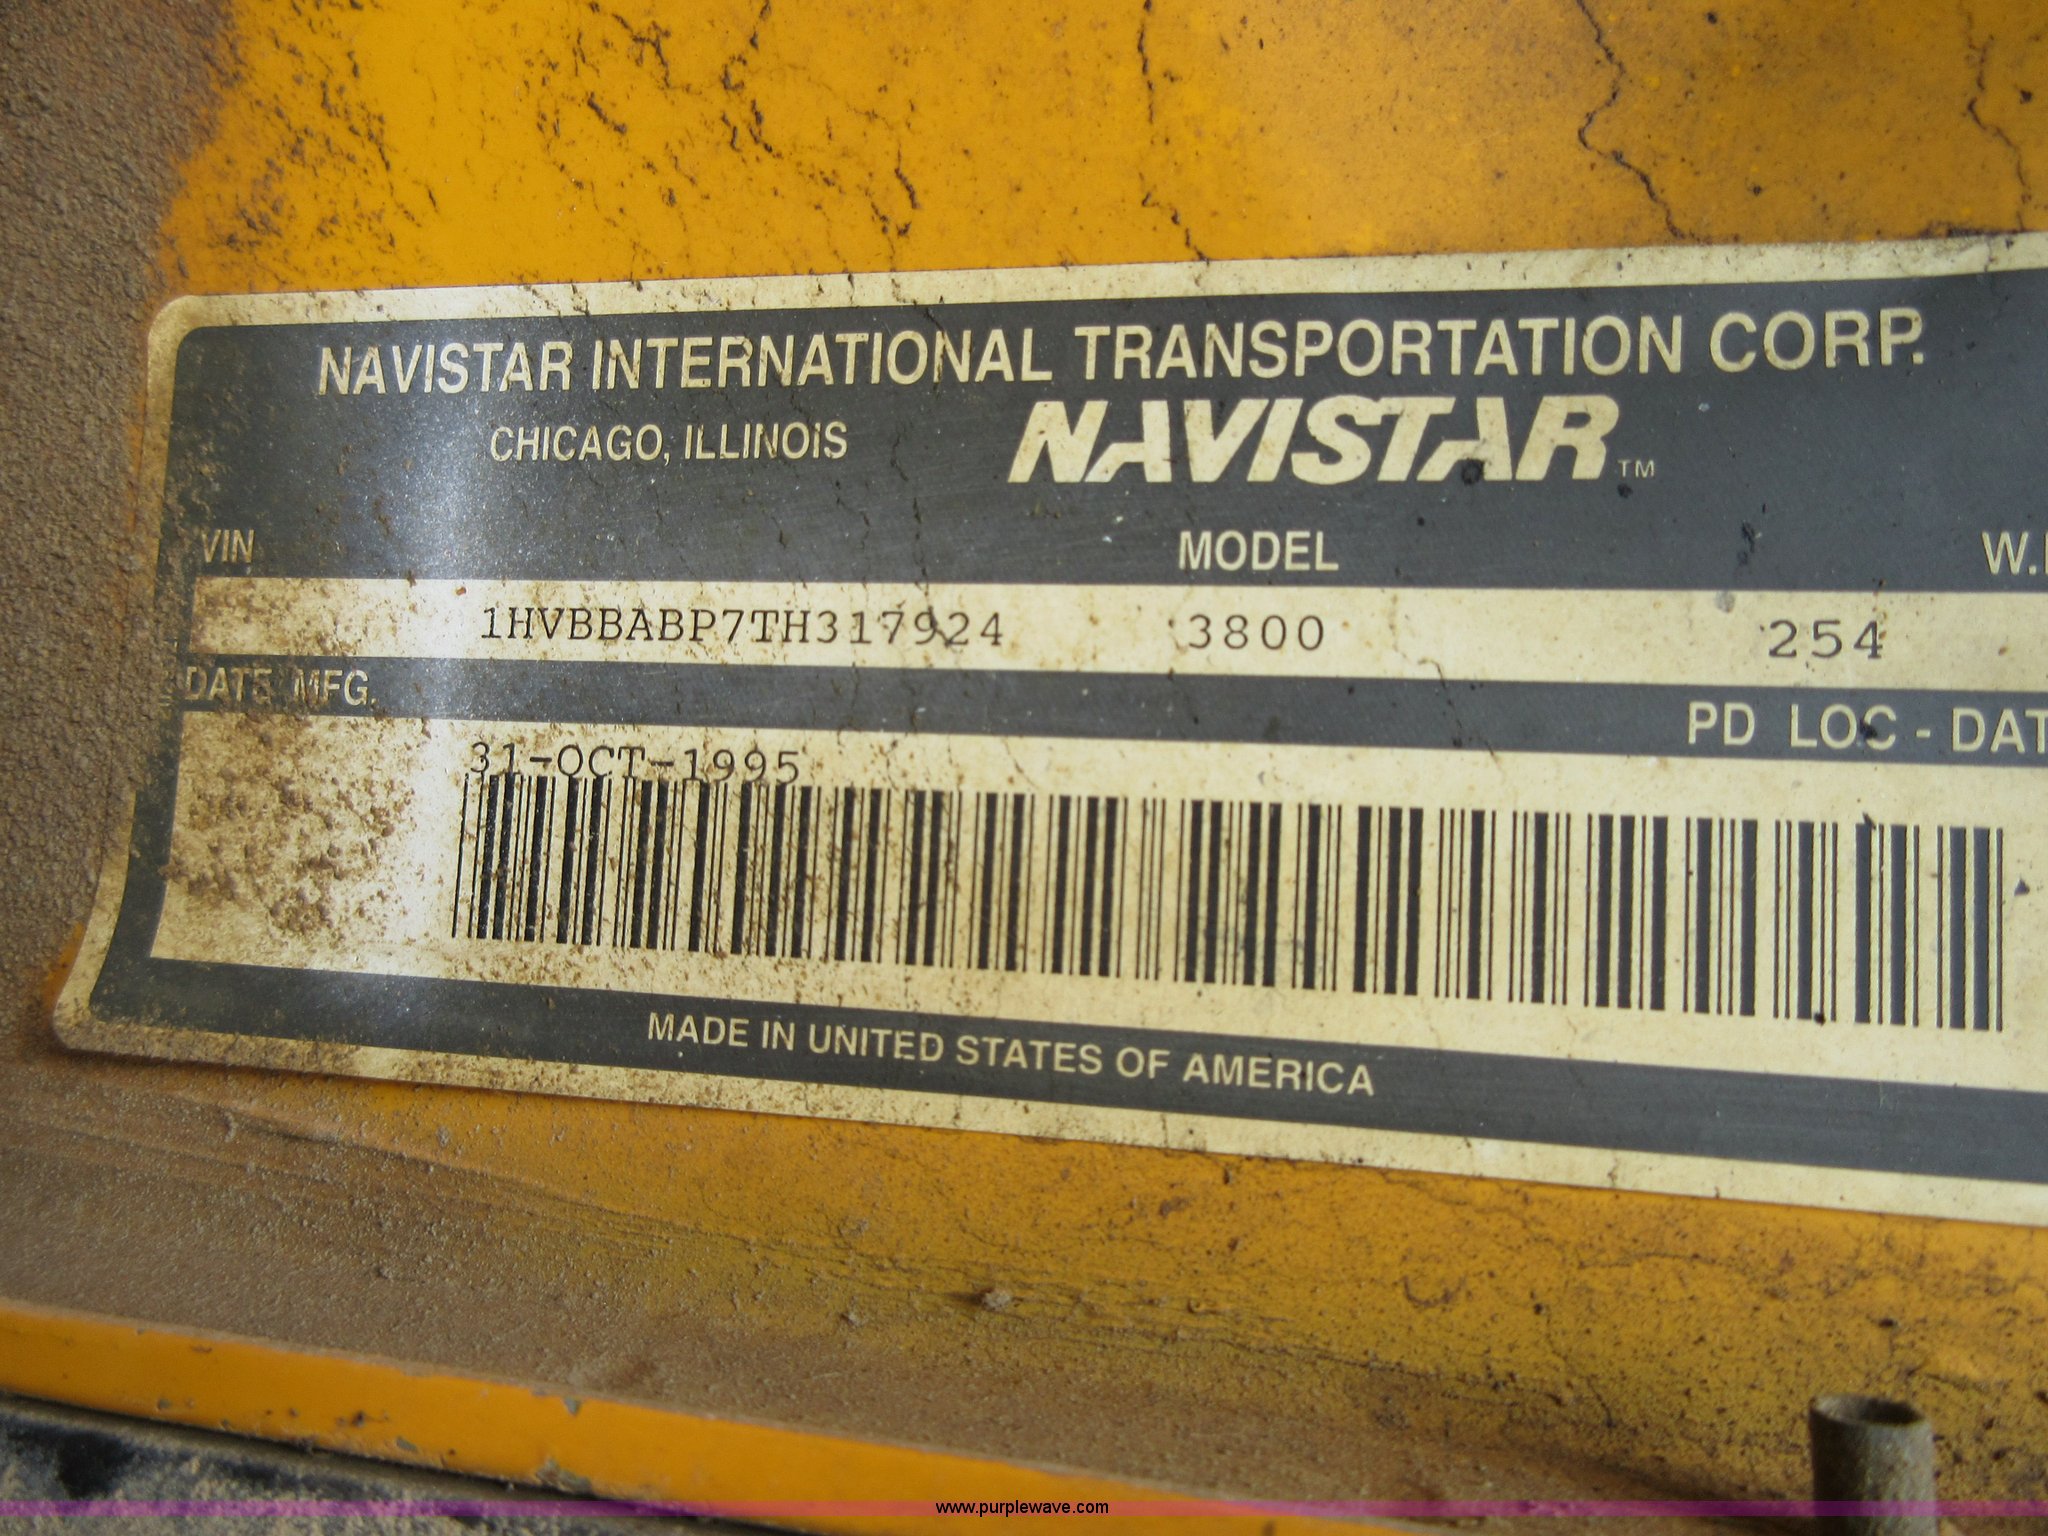 NAVISTAR INTERNATIONAL TRANSPORTATION CORP.
CHICAGO, ILLINOIS NAVISTAR™
VIN MODEL W.
1HVBBABP7TH317924 3800 254
DATE MFG. PD LOC - DAT
31-OCT-1995
MADE IN UNITED STATES OF AMERICA
www.purplewave.com